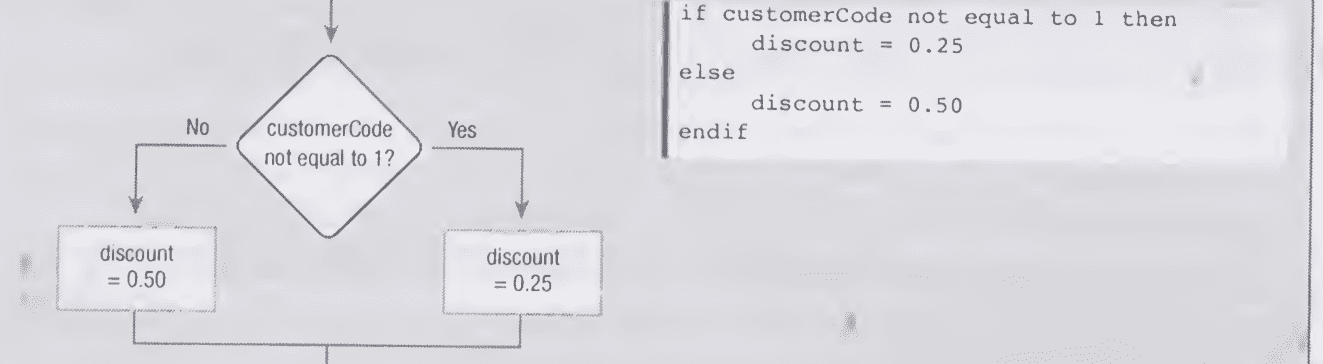 No
customerCode
not equal to 1?
Yes
discount
= 0.50
discount
= 0.25
if customerCode not equal to 1 then
discount = 0.25
else
discount = 0.50
endif